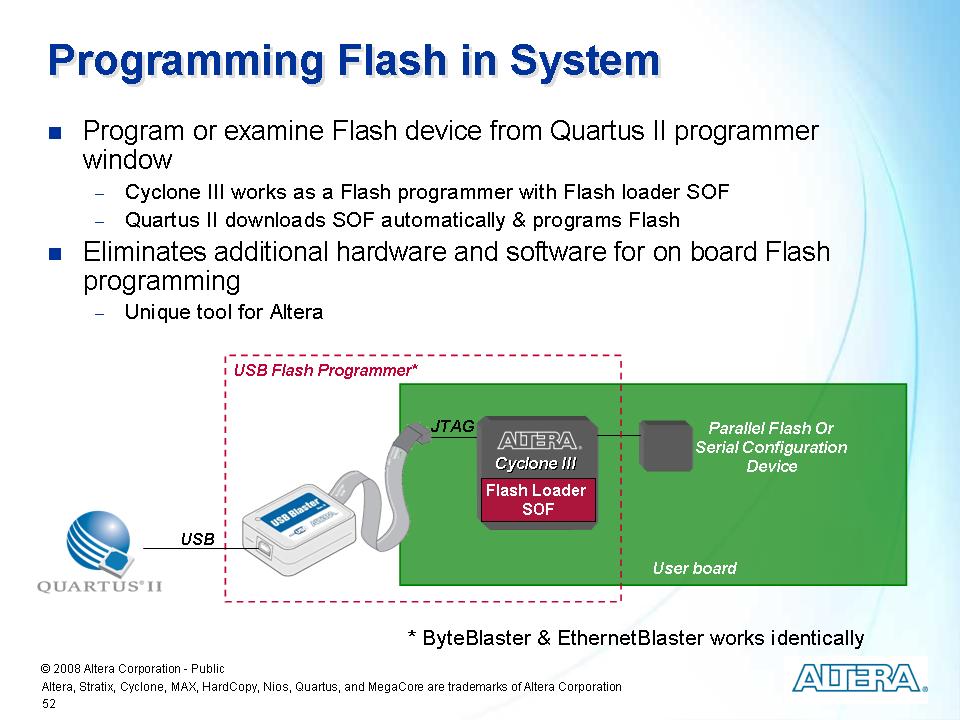 Programming Flash in System
Program or examine Flash device from Quartus II programmer
window
– Cyclone III works as a Flash programmer with Flash loader SOF
– Quartus II downloads SOF automatically & programs Flash
Eliminates additional hardware and software for on board Flash
programming
– Unique tool for Altera
USB Flash Programmer*
JTAG
ALTERA®
Cyclone III
Flash Loader
SOF
Parallel Flash Or
Serial Configuration
Device
USB Blaster
ALTERA
USB
QUARTUS® II
User board
* ByteBlaster & EthernetBlaster works identically
© 2008 Altera Corporation - Public
Altera, Stratix, Cyclone, MAX, HardCopy, Nios, Quartus, and MegaCore are trademarks of Altera Corporation
52
ALTERA®